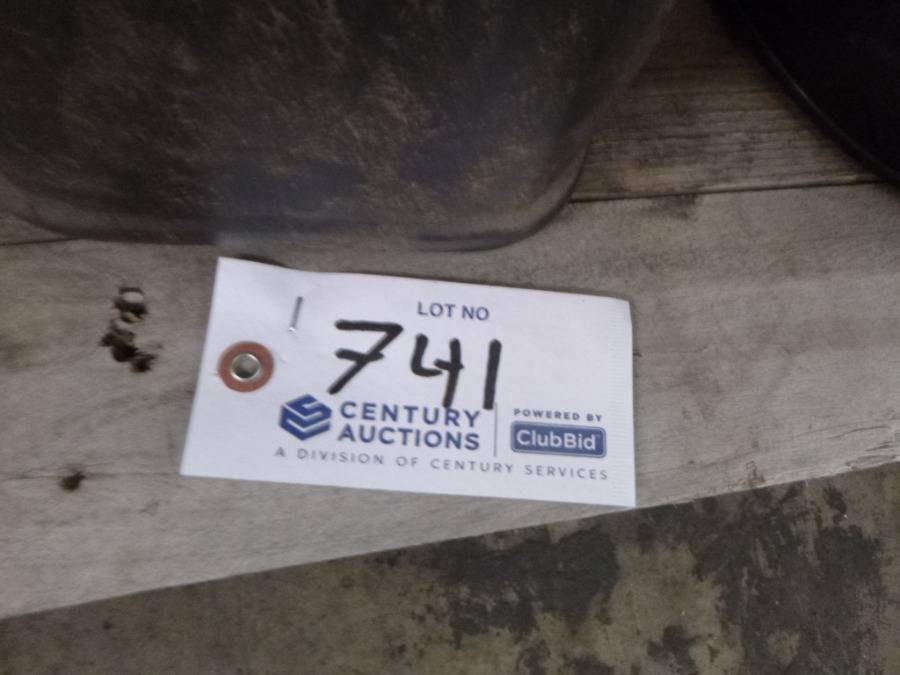 LOT NO
741
CENTURY
AUCTIONS
POWERED BY
ClubBid
A DIVISION OF CENTURY SERVICES